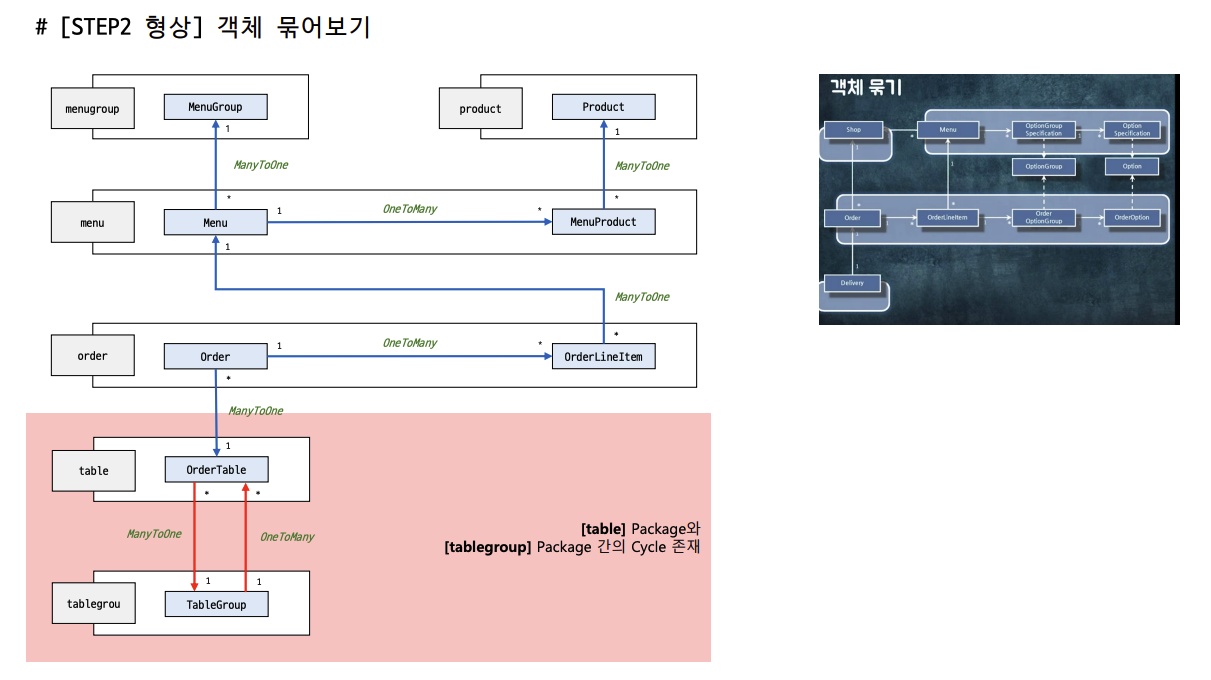 # [STEP2 형상] 객체 묶어보기
menugroup
MenuGroup
product
Product
1
1
ManyToOne
ManyToOne
*
*
menu
Menu
1
OneToMany
*
MenuProduct
1
ManyToOne
*
order
Order
1
OneToMany
*
OrderLineItem
*
ManyToOne
1
table
OrderTable
*
*
ManyToOne
OneToMany
1
1
tablegrou
TableGroup
[table] Package와
[tablegroup] Package 간의 Cycle 존재
객체 묶기
Shop
Menu
OptionGroup
Specification
Option
Specification
OptionGroup
Option
Order
OrderLineItem
Order
OptionGroup
OrderOption
Delivery